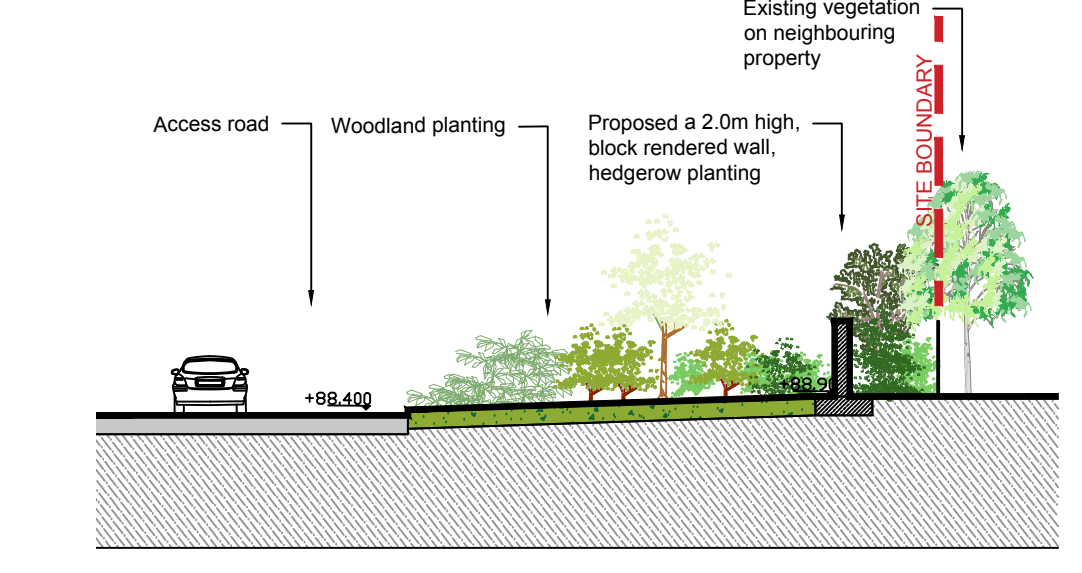 Existing vegetation
on neighbouring
property
Access road
Woodland planting
Proposed a 2.0m high,
block rendered wall,
hedgerow planting
SITE BOUNDARY
+88.400